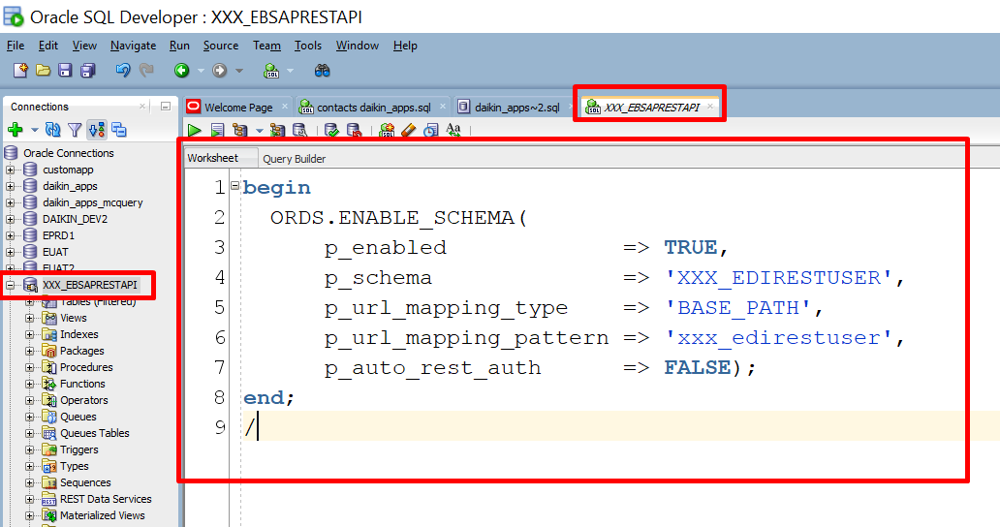 Oracle SQL Developer : XXX_EBSAPRESTAPI
File Edit View Navigate Run Source Team Tools Window Help
SQL
Connections
Welcome Page
contacts daikin_apps.sql
daikin_apps~2.sql
XXX_EBSAPRESTAPI
Aa
Oracle Connections
customapp
daikin_apps
daikin_apps_mcquery
DAIKIN_DEV2
EPRD1
EUAT
EUAT2
XXX_EBSAPRESTAPI
Tables (Filtered)
Views
Indexes
Packages
Procedures
Functions
Operators
Queues
Queues Tables
Triggers
Types
Sequences
REST Data Services
Materialized Views
Worksheet Query Builder
1 begin
2 ORDS.ENABLE_SCHEMA(
3 p_enabled => TRUE,
4 p_schema => 'XXX_EDIRESTUSER',
5 p_url_mapping_type => 'BASE_PATH',
6 p_url_mapping_pattern => 'xxx_edirestuser',
7 p_auto_rest_auth => FALSE);
8 end;
9 /